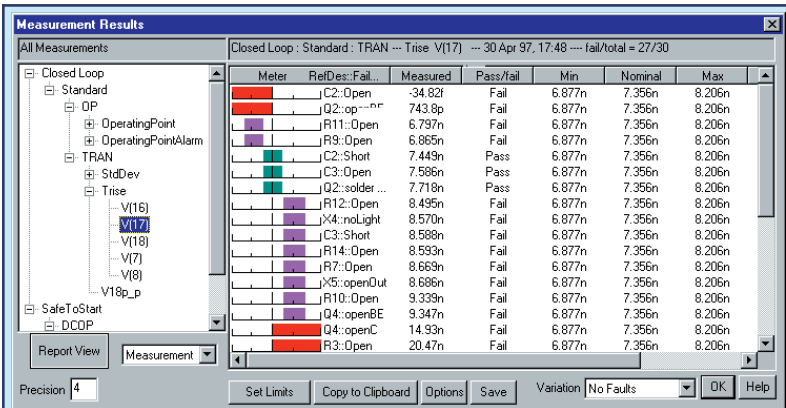 Measurement Results
All Measurements
Closed Loop : Standard : TRAN --- Trise V(17) --- 30 Apr 97, 17:48 ---- fail/total = 27/30
Closed Loop
Standard
OP
OperatingPoint
OperatingPointAlarm
TRAN
StdDev
Trise
V(16)
V(17)
V(18)
V(7)
V(8)
V18p_p
SafeToStart
DCOP
Meter RefDes::Fail... Measured Pass/fail Min Nominal Max
C2::Open -34.82f Fail 6.877n 7.356n 8.206n
743.8p Fail 6.877n 7.356n 8.206n
R11::Open 6.797n Fail 6.877n 7.356n 8.206n
R9::Open 6.865n Fail 6.877n 7.356n 8.206n
C2::Short 7.449n Pass 6.877n 7.356n 8.206n
C3::Open 7.586n Pass 6.877n 7.356n 8.206n
Q2::solder ... 7.718n Pass 6.877n 7.356n 8.206n
R12::Open 8.495n Fail 6.877n 7.356n 8.206n
X4::noLight 8.570n Fail 6.877n 7.356n 8.206n
C3::Short 8.588n Fail 6.877n 7.356n 8.206n
R14::Open 8.593n Fail 6.877n 7.356n 8.206n
R7::Open 8.669n Fail 6.877n 7.356n 8.206n
X5::openOut 8.686n Fail 6.877n 7.356n 8.206n
R10::Open 9.339n Fail 6.877n 7.356n 8.206n
Q4::openBE 9.347n Fail 6.877n 7.356n 8.206n
Q4::openC 14.93n Fail 6.877n 7.356n 8.206n
R3::Open 20.47n Fail 6.877n 7.356n 8.206n
Report View
Measurement
Precision 4
Set Limits
Copy to Clipboard
Options
Save
Variation No Faults
OK
Help